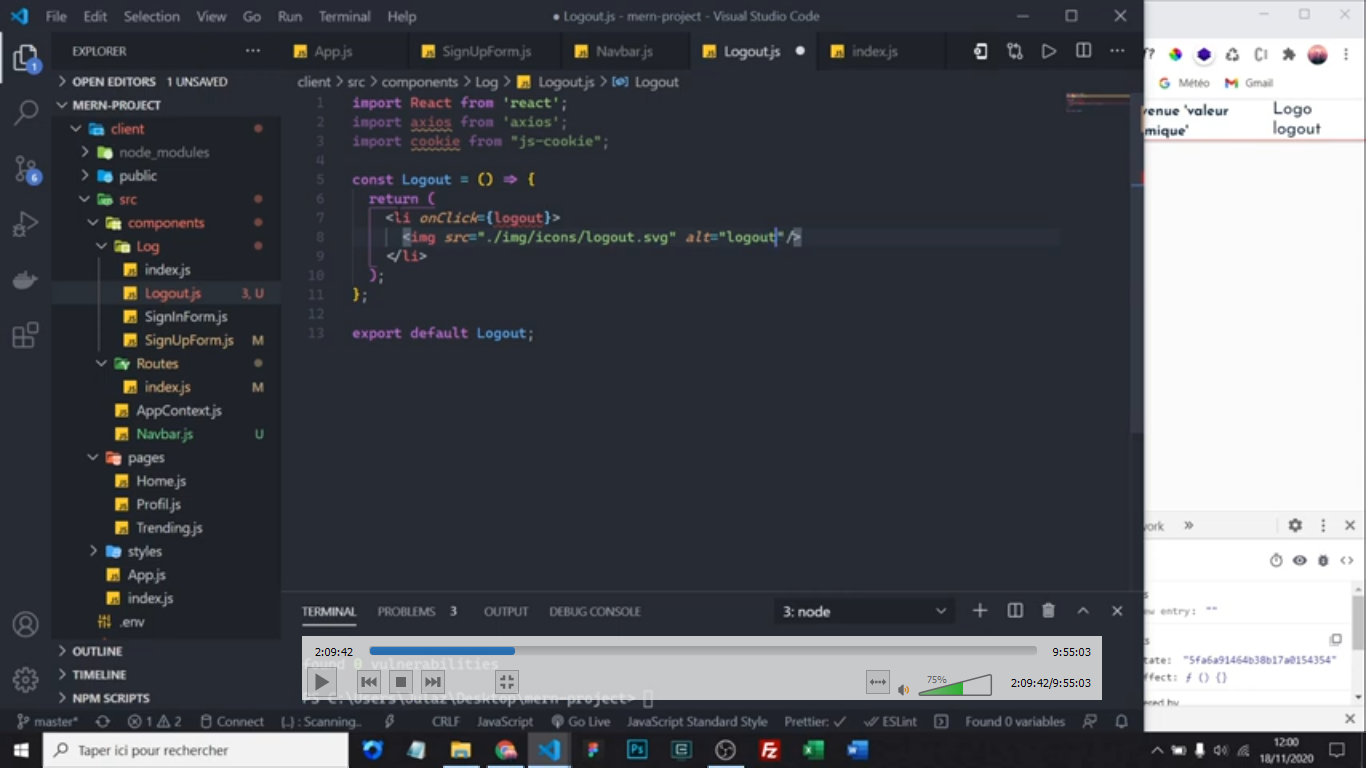 File Edit Selection View Go Run Terminal Help
● Logout.js - mern-project - Visual Studio Code
EXPLORER
App.js SignUpForm.js Navbar.js Logout.js ● index.js
OPEN EDITORS 1 UNSAVED
client > src > components > Log > Logout.js > Logout
MERN-PROJECT
client
node_modules
public
src
components
Log
index.js
Logout.js 3, U
SignInForm.js
SignUpForm.js M
Routes
index.js M
AppContext.js
Navbar.js U
pages
Home.js
Profil.js
Trending.js
styles
App.js
index.js
.env
OUTLINE
TIMELINE
NPM SCRIPTS
1 import React from 'react';
2 import axios from 'axios';
3 import cookie from "js-cookie";
4
5 const Logout = () => {
6 return (
7 <li onClick={logout}>
8 <img src="./img/icons/logout.svg" alt="logout"/>
9 </li>
10 );
11 };
12
13 export default Logout;
TERMINAL PROBLEMS 3 OUTPUT DEBUG CONSOLE
3: node
2:09:42 9:55:03
found 0 vulnerabilities
75%
2:09:42/9:55:03
master* 1 2 Connect {..} : Scanning.. CRLF JavaScript Go Live JavaScript Standard Style Prettier: ✓ ESLint Found 0 variables
Météo Gmail
venue 'valeur
mique'
Logo
logout
ork »
ew entry: ""
tate: "5fa6a91464b38b17a0154354"
ffect: ƒ () {}
ered by
Taper ici pour rechercher
12:00
18/11/2020